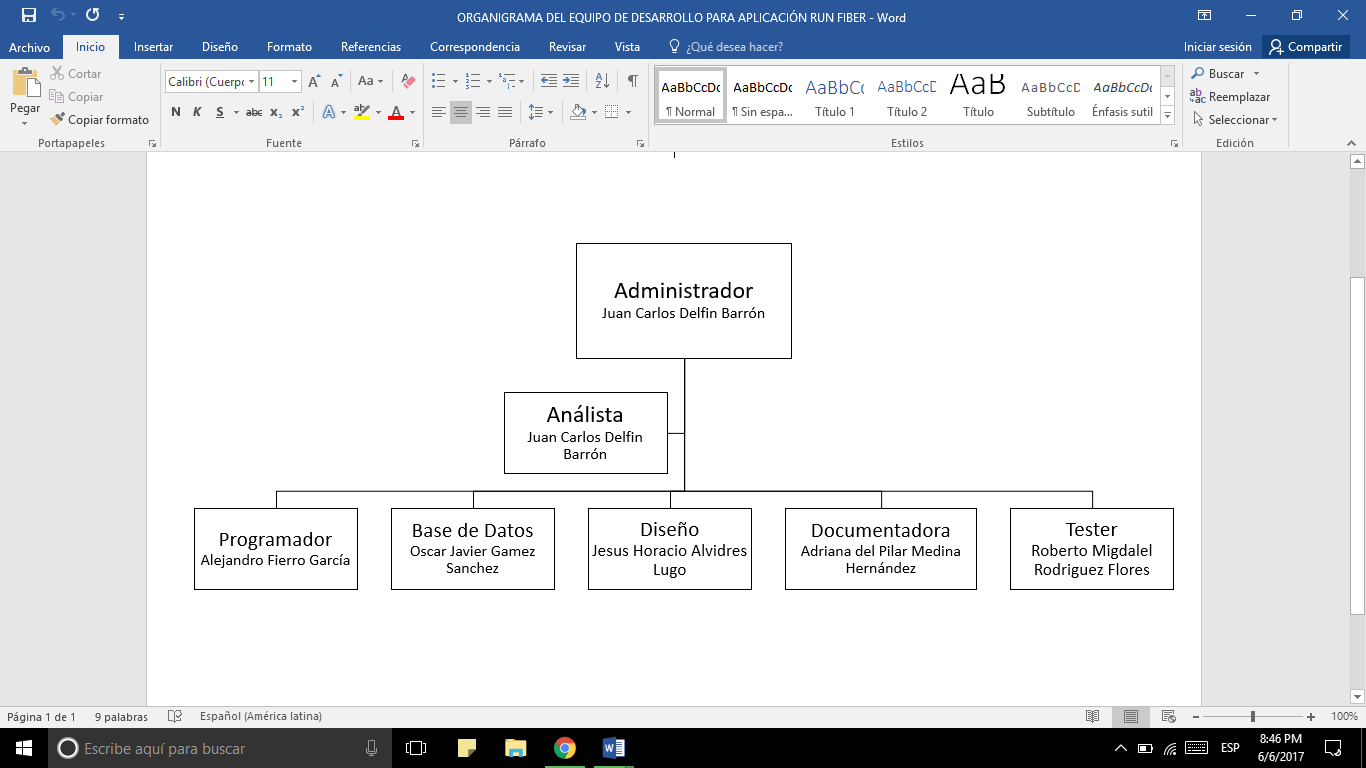 ORGANIGRAMA DEL EQUIPO DE DESARROLLO PARA APLICACIÓN RUN FIBER - Word
Archivo Inicio Insertar Diseño Formato Referencias Correspondencia Revisar Vista ¿Qué desea hacer? Iniciar sesión Compartir
Pegar
Cortar
Copiar
Copiar formato
Portapapeles
Calibri (Cuerpo 11
N K S abc x₂ x²
Fuente
Párrafo
AaBbCcDc AaBbCcDc AaBbCc AaBbCcD AaB AaBbCcD AaBbCcDc
¶ Normal ¶ Sin espa... Título 1 Título 2 Título Subtítulo Énfasis sutil
Estilos
Buscar
Reemplazar
Seleccionar
Edición
Administrador
Juan Carlos Delfin Barrón
Análista
Juan Carlos Delfin
Barrón
Programador
Alejandro Fierro García
Base de Datos
Oscar Javier Gamez
Sanchez
Diseño
Jesus Horacio Alvidres
Lugo
Documentadora
Adriana del Pilar Medina
Hernández
Tester
Roberto Migdalel
Rodriguez Flores
Página 1 de 1 9 palabras Español (América latina) 100%
Escribe aquí para buscar
ESP
8:46 PM
6/6/2017